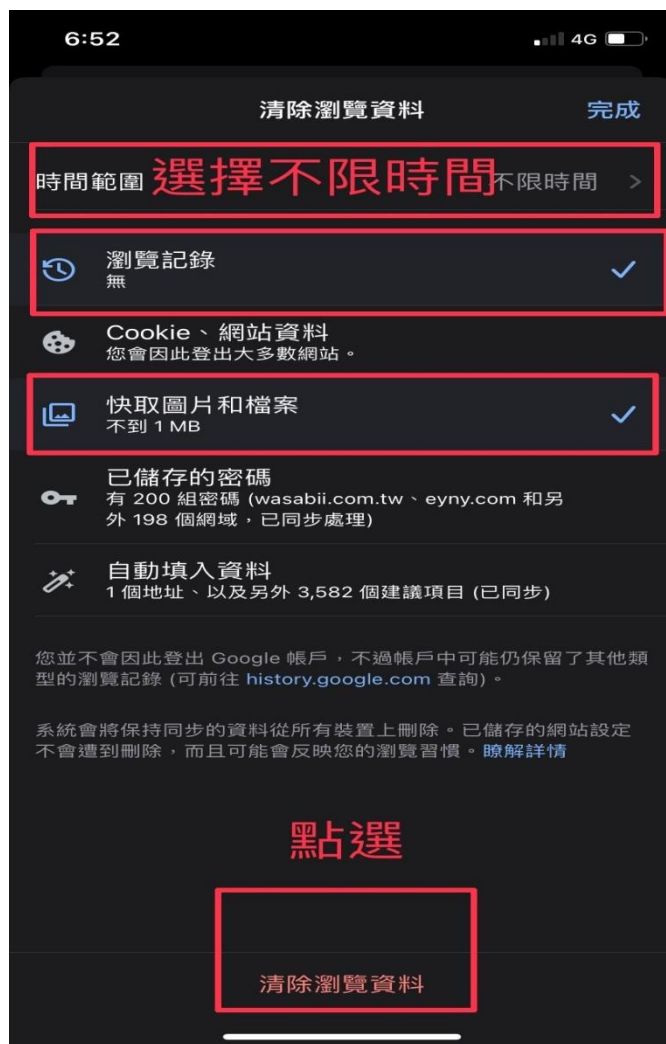 6:52
4G
清除瀏覽資料
完成
時間範圍
選擇不限時間
不限時間
瀏覽記錄
無
Cookie、網站資料
您會因此登出大多數網站。
快取圖片和檔案
不到 1 MB
已儲存的密碼
有 200 組密碼 (wasabii.com.tw、eyny.com 和另
外 198 個網域，已同步處理)
自動填入資料
1 個地址、以及另外 3,582 個建議項目 (已同步)
您並不會因此登出 Google 帳戶，不過帳戶中可能仍保留了其他類
型的瀏覽記錄 (可前往 history.google.com 查詢)。
系統會將保持同步的資料從所有裝置上刪除。已儲存的網站設定
不會遭到刪除，而且可能會反映您的瀏覽習慣。瞭解詳情
點選
清除瀏覽資料